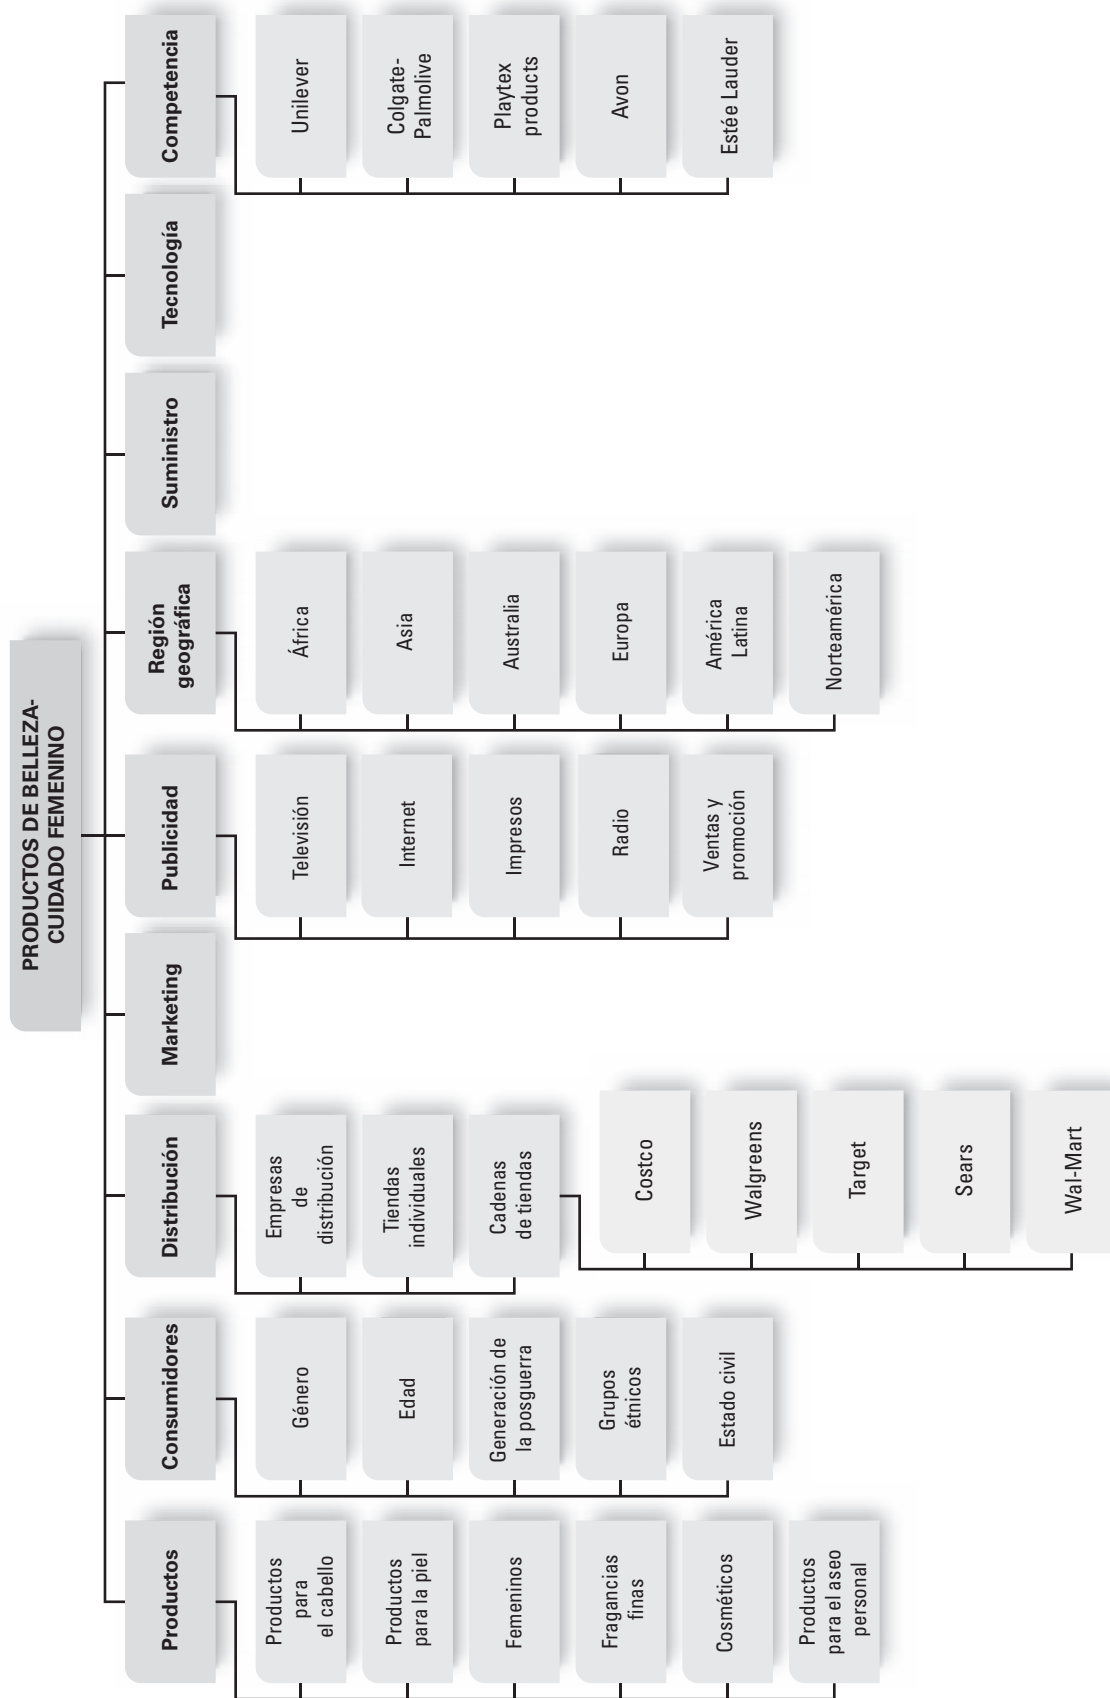 PRODUCTOS DE BELLEZA-
CUIDADO FEMENINO
Productos
Productos
para
el cabello
Productos
para la piel
Femeninos
Fragancias
finas
Cosméticos
Productos
para el aseo
personal
Consumidores
Género
Edad
Generación de
la posguerra
Grupos
étnicos
Estado civil
Distribución
Empresas
de
distribución
Tiendas
individuales
Cadenas
de tiendas
Costco
Walgreens
Target
Sears
Wal-Mart
Marketing
Publicidad
Televisión
Internet
Impresos
Radio
Ventas y
promoción
Región
geográfica
África
Asia
Australia
Europa
América
Latina
Norteamérica
Suministro
Tecnología
Competencia
Unilever
Colgate-
Palmolive
Playtex
products
Avon
Estée Lauder